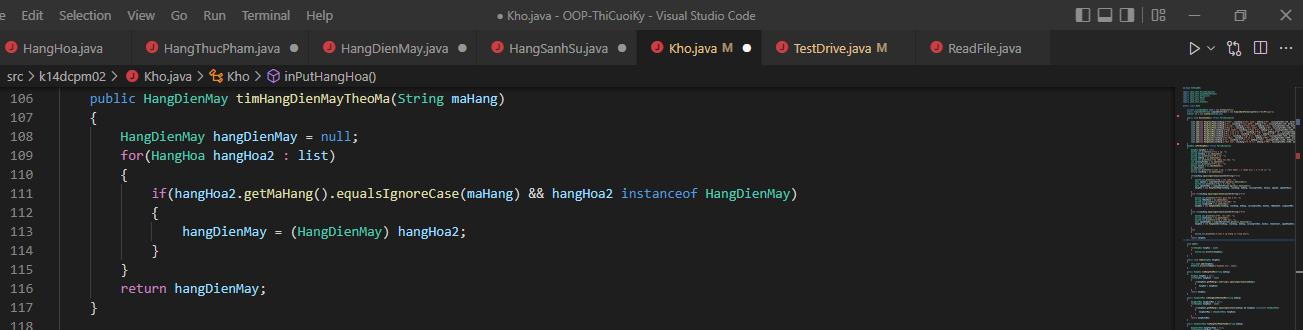 Edit Selection View Go Run Terminal Help ● Kho.java - OOP-ThiCuoiKy - Visual Studio Code
HangHoa.java HangThucPham.java HangDienMay.java HangSanhSu.java Kho.java M TestDrive.java M ReadFile.java
src > k14dcpm02 > Kho.java > Kho > inPutHangHoa()
106 public HangDienMay timHangDienMayTheoMa(String maHang)
107 {
108 HangDienMay hangDienMay = null;
109 for(HangHoa hangHoa2 : list)
110 {
111 if(hangHoa2.getMaHang().equalsIgnoreCase(maHang) && hangHoa2 instanceof HangDienMay)
112 {
113 hangDienMay = (HangDienMay) hangHoa2;
114 }
115 }
116 return hangDienMay;
117 }
118